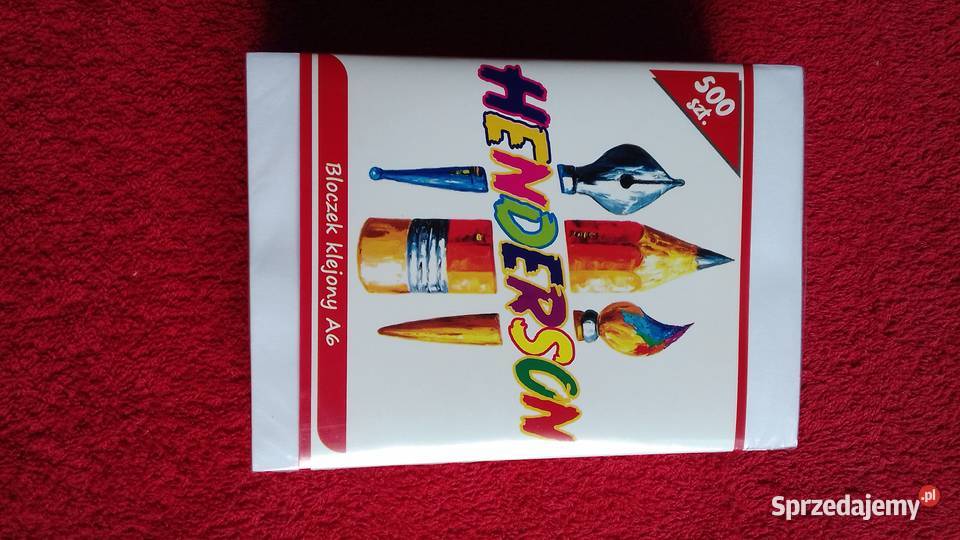 500
szt.
HENDERSON
Bloczek klejony A6
Sprzedajemy.pl